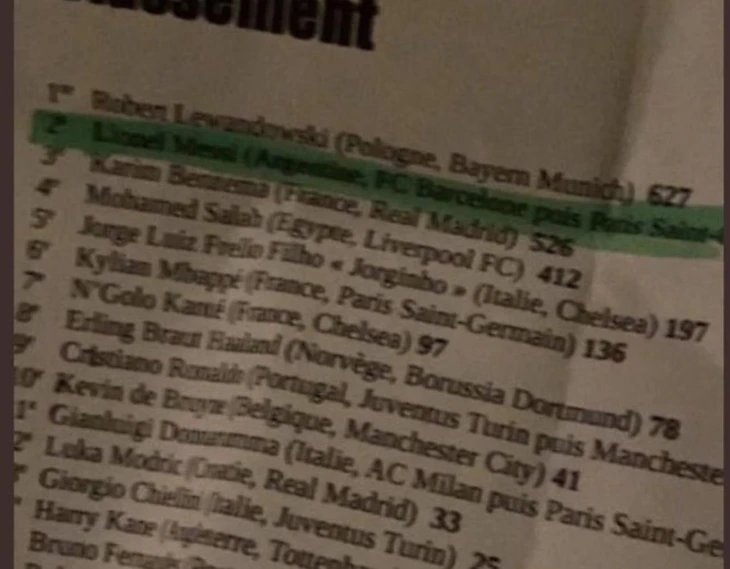 1er Robert Lewandowski (Pologne, Bayern Munich) 627
2e Lionel Messi (Argentine, FC Barcelone puis Paris Saint-
3e Karim Benzema (France, Real Madrid) 526
4e Mohamed Salah (Egypte, Liverpool FC) 412
5e Jorge Luiz Frello Filho « Jorginho » (Italie, Chelsea) 197
6e Kylian Mbappé (France, Paris Saint-Germain) 136
7e N'Golo Kanté (France, Chelsea) 97
8e Erling Braut Haaland (Norvège, Borussia Dortmund) 78
9e Cristiano Ronaldo (Portugal, Juventus Turin puis Mancheste
10e Kevin de Bruyne (Belgique, Manchester City) 41
1e Gianluigi Donnarumma (Italie, AC Milan puis Paris Saint-Ge
2e Luka Modric (Croatie, Real Madrid) 33
Giorgio Chiellini (Italie, Juventus Turin) 25
Harry Kane (Angleterre, Tottenh
Bruno Fernandes